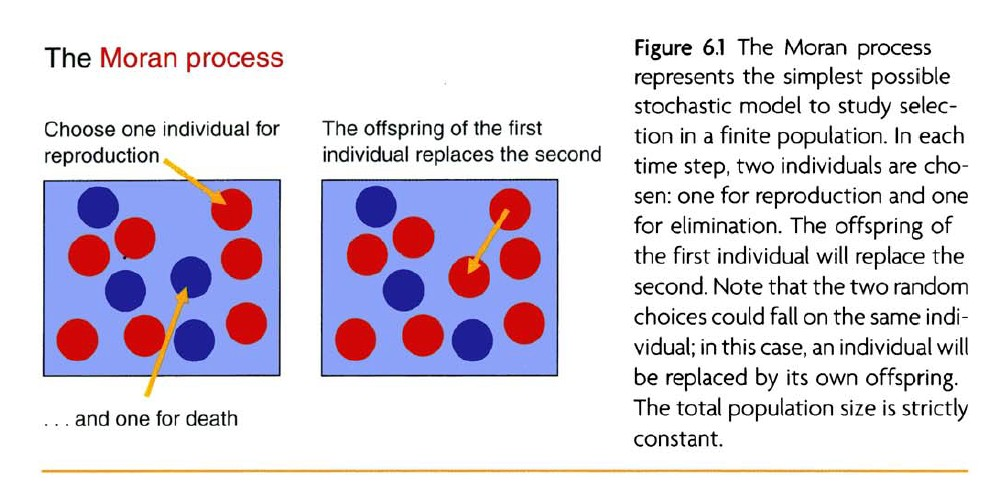 The Moran process
Choose one individual for
reproduction
. . . and one for death
The offspring of the first
individual replaces the second
Figure 6.1 The Moran process
represents the simplest possible
stochastic model to study selec-
tion in a finite population. In each
time step, two individuals are cho-
sen: one for reproduction and one
for elimination. The offspring of
the first individual will replace the
second. Note that the two random
choices could fall on the same indi-
vidual; in this case, an individual will
be replaced by its own offspring.
The total population size is strictly
constant.